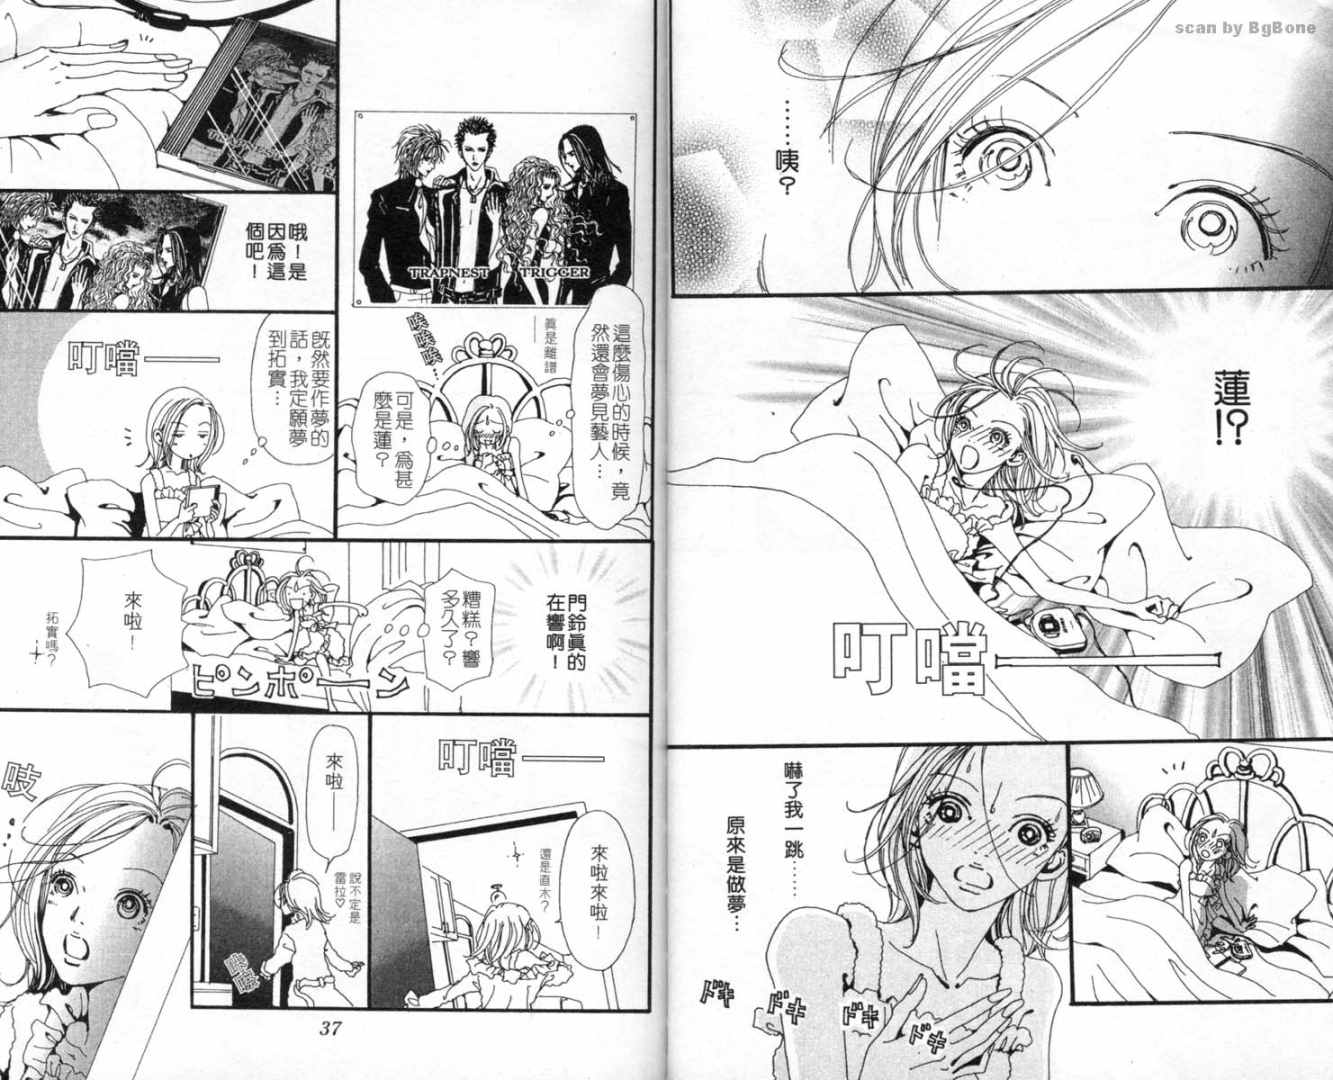 scan by BgBone
……咦？
蓮!?
叮噹——
嚇了我一跳……
原來是做夢…
ドキ
ドキ
ドキ
ドキ
TRAPNEST TRIGGER
這麼傷心的時候，竟
然還會夢見藝人…
真是離譜
——
唉唉唉…
可是，為甚
麼是蓮？
哦！是
因為這
個吧！
既然要作夢的
話，我定願夢
到拓實…
叮噹——
門鈴真的
在響啊！
糟糕？響
多久了？
ピンポーン
來啦！
拓實嗎？
叮噹——
來啦來啦！
還是直木？
來啦——
說不定是
雷拉♡
吱
37